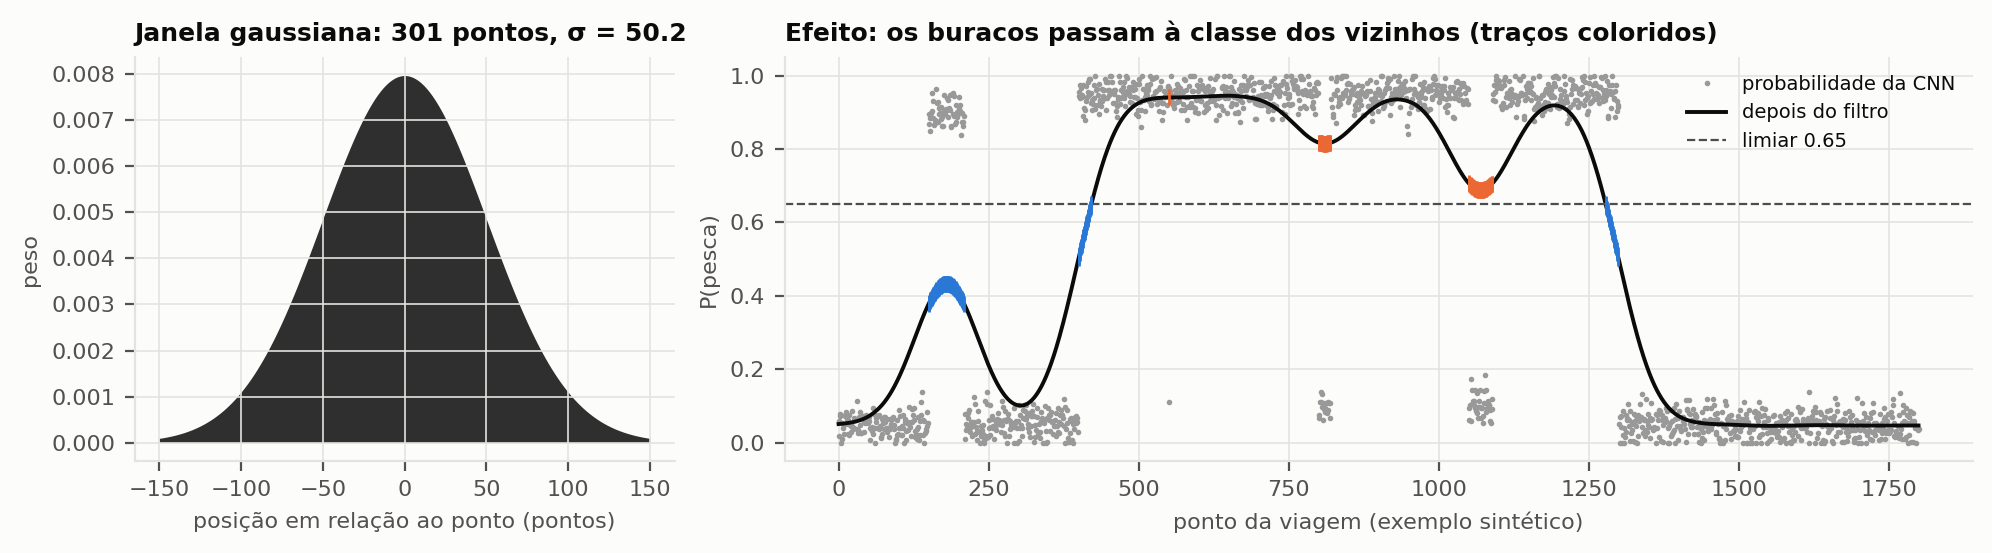 Janela gaussiana: 301 pontos, σ = 50.2
peso
0.008
0.007
0.006
0.005
0.004
0.003
0.002
0.001
0.000
−150 −100 −50 0 50 100 150
posição em relação ao ponto (pontos)
Efeito: os buracos passam à classe dos vizinhos (traços coloridos)
P(pesca)
1.0
0.8
0.6
0.4
0.2
0.0
probabilidade da CNN
depois do filtro
limiar 0.65
0 250 500 750 1000 1250 1500 1750
ponto da viagem (exemplo sintético)